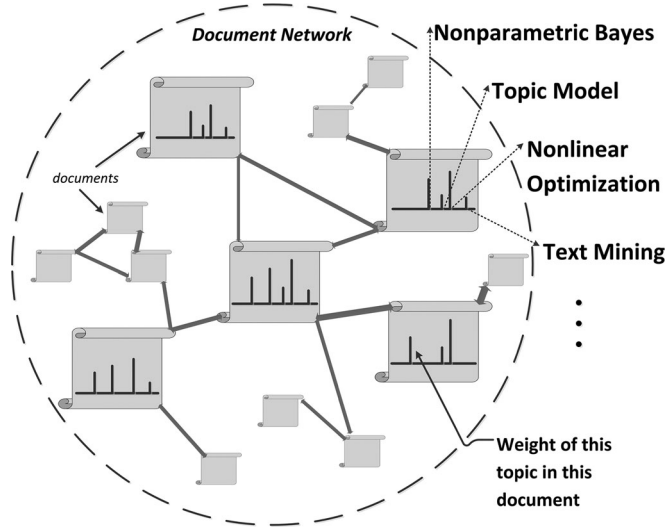 Document Network
Nonparametric Bayes
Topic Model
Nonlinear
Optimization
documents
Text Mining
Weight of this
topic in this
document